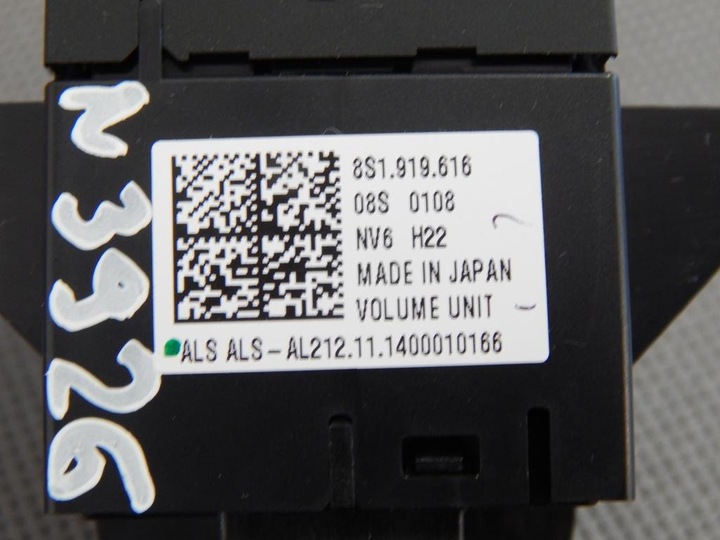 N3926
8S1.919.616
08S 0108
NV6 H22
MADE IN JAPAN
VOLUME UNIT
ALS ALS-AL212.11.1400010166